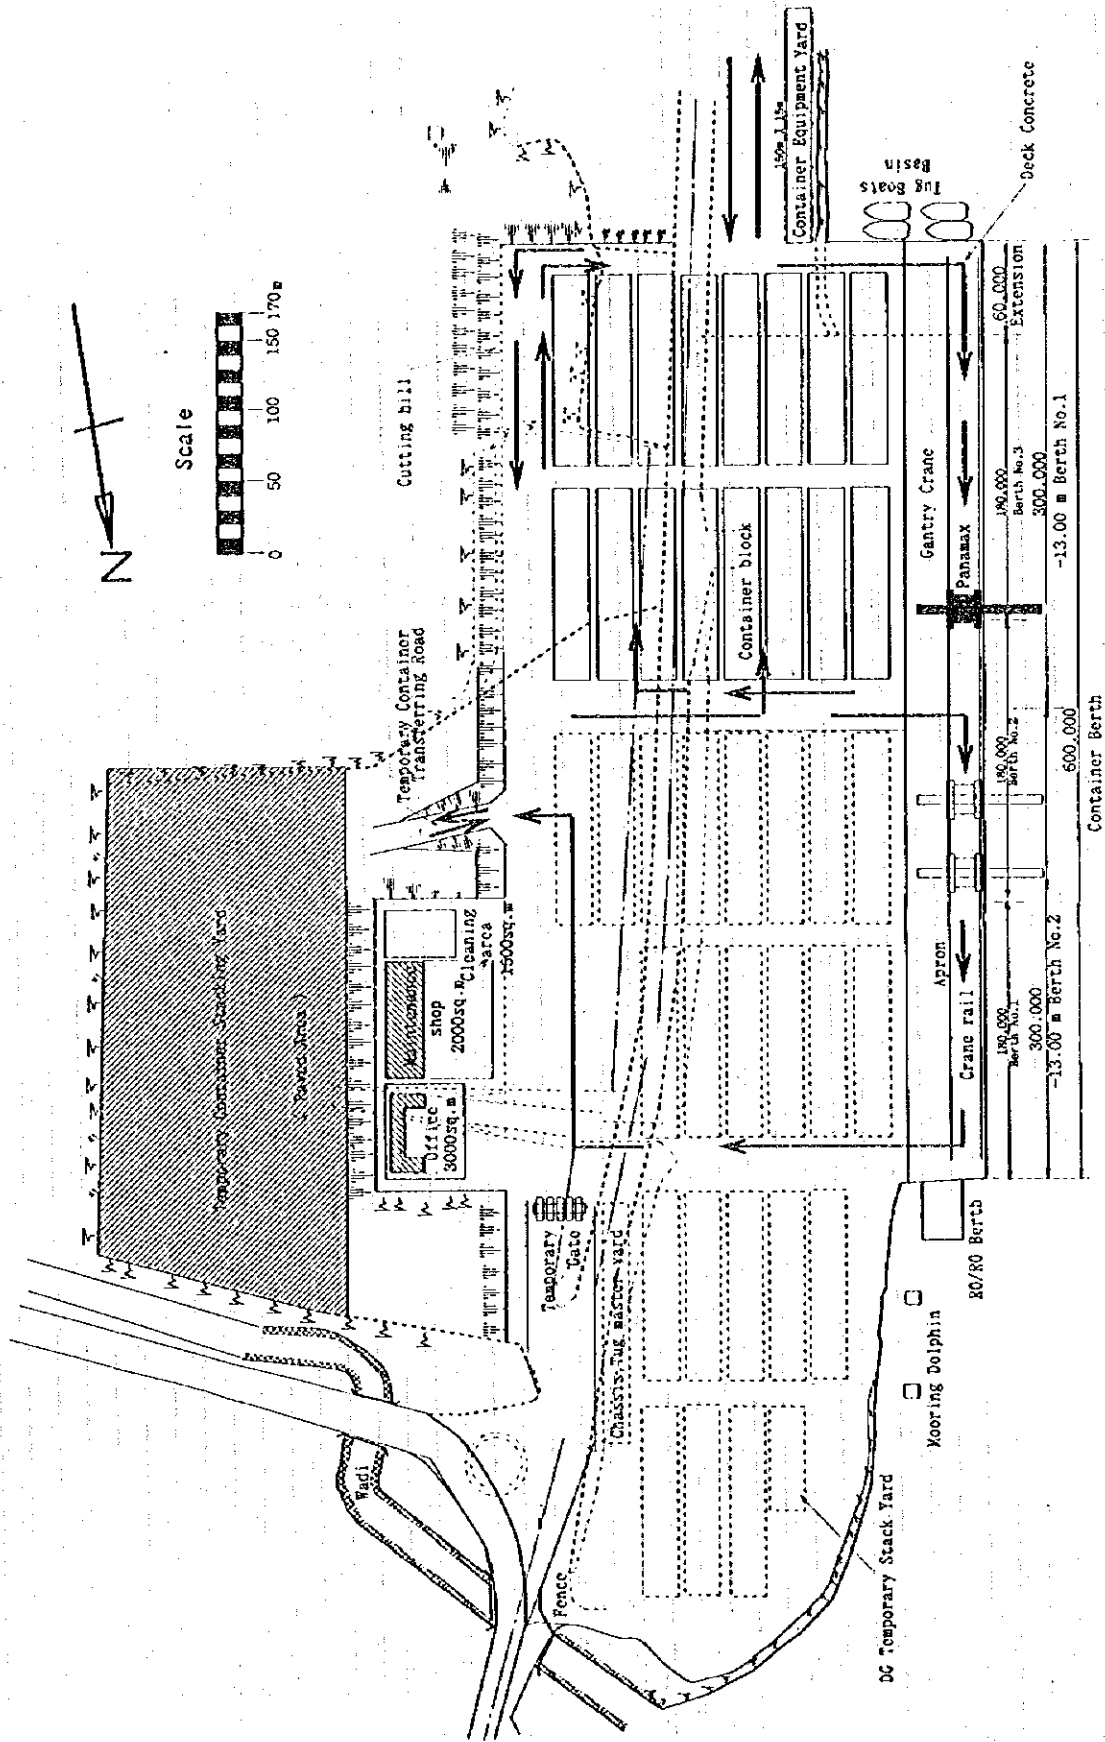 N
Scale
0 50 100 150 170m
Cutting hill
Temporary Container
Transferring Road
Temporary Container Stacking Yard
( Paved Area )
Maintenance
shop
2000sq.m
Cleaning
area
1500sq.m
Office
3000sq.m
Wadi
Fence
Temporary
Gate
Chassis·Tug master Yard
Container block
Container Equipment Yard
Tug Boats
Basin
Deck Concrete
Gantry Crane
Panamax
Apron
Crane rail
60,000
Extension
180,000
Berth No.3
180,000
Berth No.2
180,000
Berth No.1
300.000
-13.00 m Berth No.1
300.000
-13.00 m Berth No.2
600.000
Container Berth
RO/RO Berth
Mooring Dolphin
DG Temporary Stack Yard